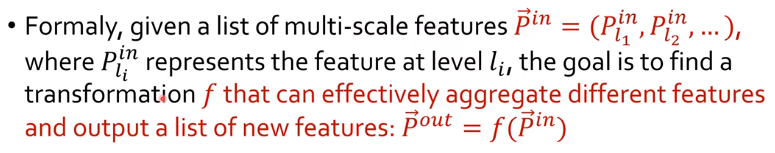 • Formaly, given a list of multi-scale features $\vec{P}^{in} = (P_{l_1}^{in}, P_{l_2}^{in}, \ldots)$,
where $P_{l_i}^{in}$ represents the feature at level $l_i$, the goal is to find a
transformation $f$ that can effectively aggregate different features
and output a list of new features: $\vec{P}^{out} = f(\vec{P}^{in})$